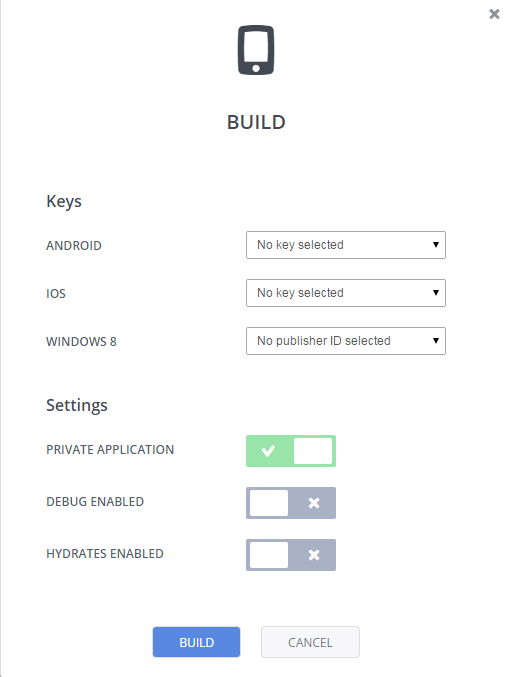 BUILD
Keys
ANDROID No key selected
IOS No key selected
WINDOWS 8 No publisher ID selected
Settings
PRIVATE APPLICATION
DEBUG ENABLED
HYDRATES ENABLED
BUILD CANCEL